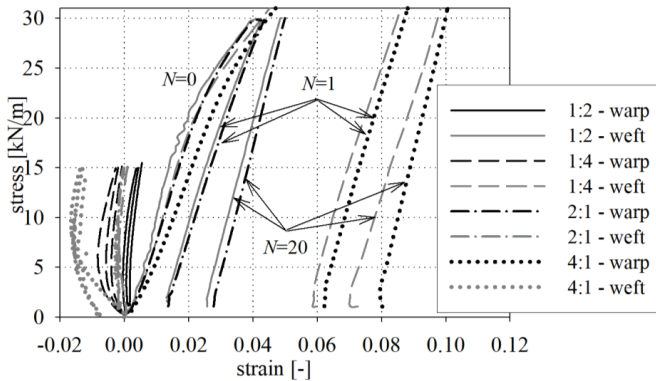 30
25
20
15
10
5
0
stress [kN/m]
N=0
N=1
N=20
1:2 - warp
1:2 - weft
1:4 - warp
1:4 - weft
2:1 - warp
2:1 - weft
4:1 - warp
4:1 - weft
-0.02 0.00 0.02 0.04 0.06 0.08 0.10 0.12
strain [-]